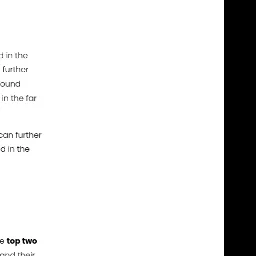 d in the
further
ound
in the far
can further
d in the
e top two
and their